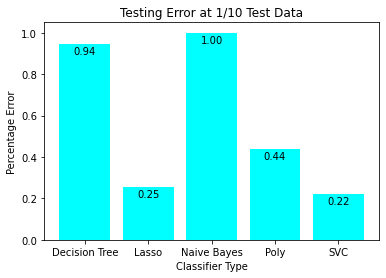 Testing Error at 1/10 Test Data
1.0
0.8
0.6
0.4
0.2
0.0
Percentage Error
0.94
0.25
1.00
0.44
0.22
Decision Tree
Lasso
Naive Bayes
Poly
SVC
Classifier Type